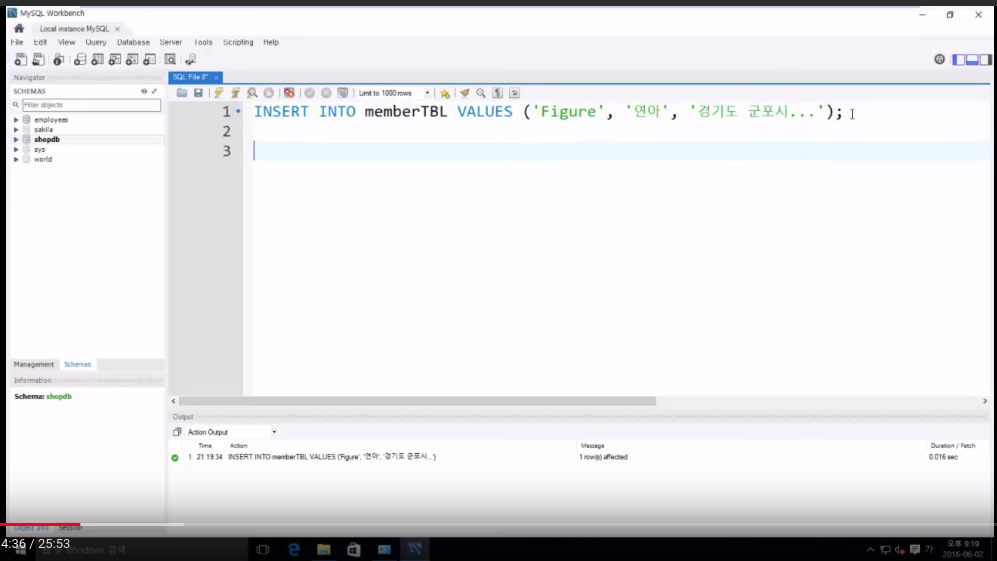 MySQL Workbench
Local instance MySQL
File Edit View Query Database Server Tools Scripting Help
Navigator
SQL File 8*
SCHEMAS
Filter objects
Limit to 1000 rows
employees
sakila
shopdb
sys
world
1 INSERT INTO memberTBL VALUES ('Figure', '연아', '경기도 군포시...');
2
3
Management Schemas
Information
Schema: shopdb
Output
Action Output
Time Action Message Duration / Fetch
1 21:19:34 INSERT INTO memberTBL VALUES ('Figure', '연아', '경기도 군포시...') 1 row(s) affected 0.016 sec
Object Info Session
4:36 / 25:53
Windows 검색
가
오후 9:19
2016-06-02